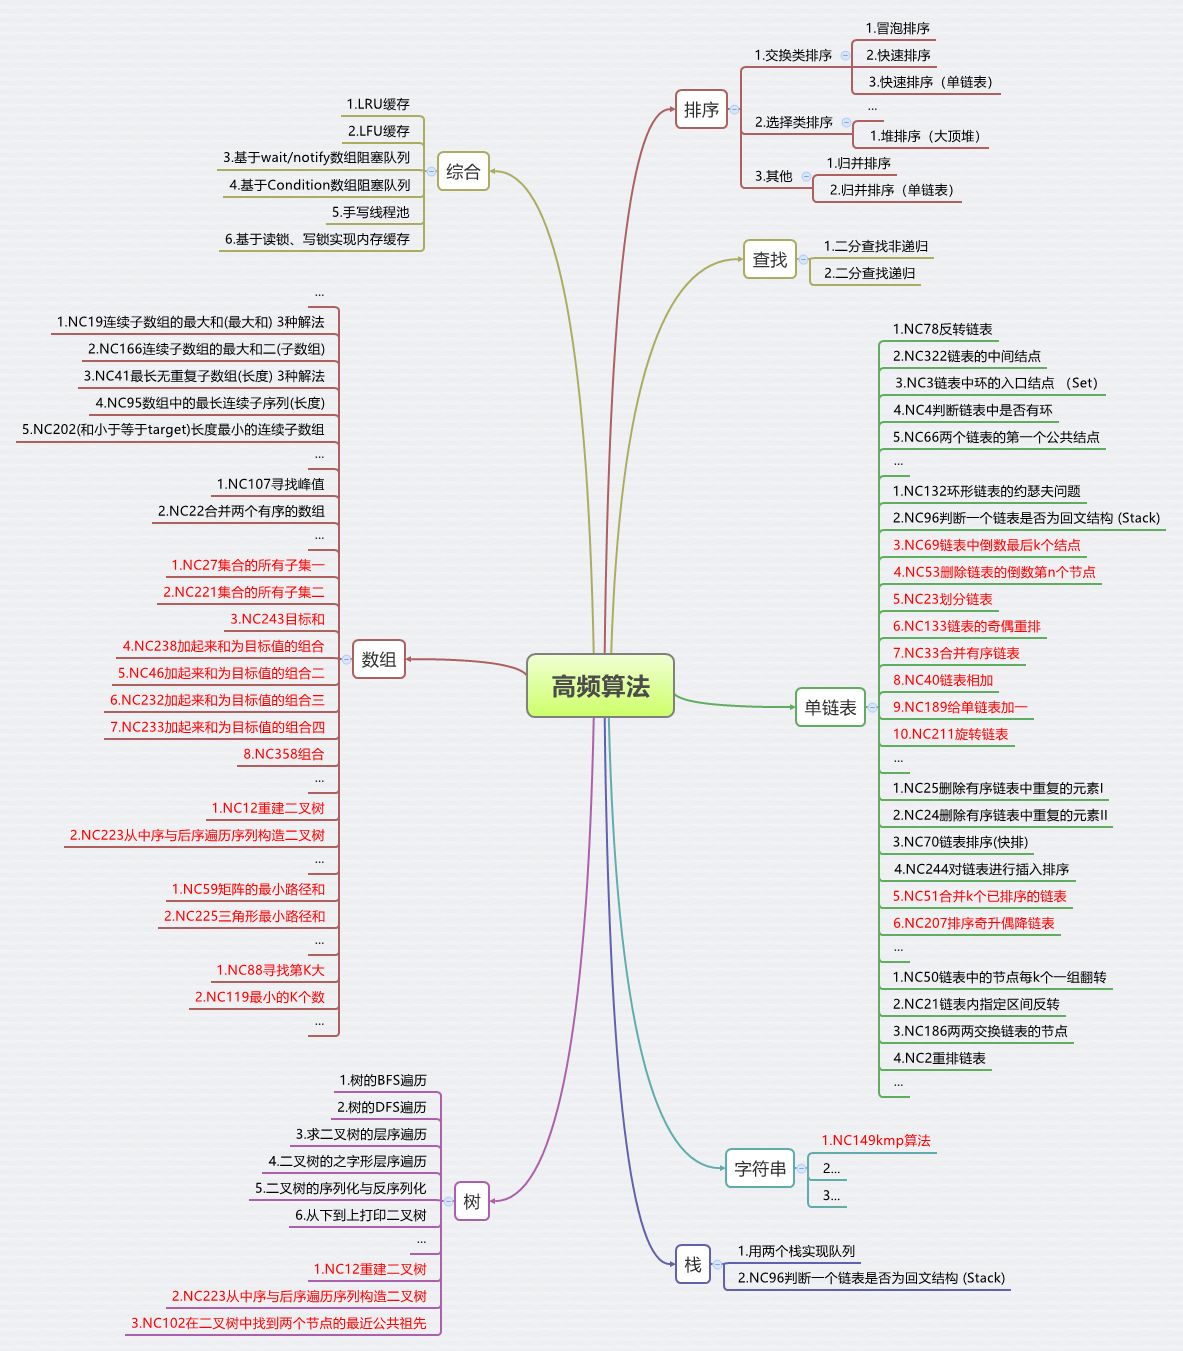 高频算法
排序
1.交换类排序
1.冒泡排序
2.快速排序
3.快速排序（单链表）
2.选择类排序
...
1.堆排序（大顶堆）
3.其他
1.归并排序
2.归并排序（单链表）
查找
1.二分查找非递归
2.二分查找递归
单链表
1.NC78反转链表
2.NC322链表的中间结点
3.NC3链表中环的入口结点 （Set）
4.NC4判断链表中是否有环
5.NC66两个链表的第一个公共结点
...
1.NC132环形链表的约瑟夫问题
2.NC96判断一个链表是否为回文结构 (Stack)
3.NC69链表中倒数最后k个结点
4.NC53删除链表的倒数第n个节点
5.NC23划分链表
6.NC133链表的奇偶重排
7.NC33合并有序链表
8.NC40链表相加
9.NC189给单链表加一
10.NC211旋转链表
...
1.NC25删除有序链表中重复的元素I
2.NC24删除有序链表中重复的元素II
3.NC70链表排序(快排)
4.NC244对链表进行插入排序
5.NC51合并k个已排序的链表
6.NC207排序奇升偶降链表
...
1.NC50链表中的节点每k个一组翻转
2.NC21链表内指定区间反转
3.NC186两两交换链表的节点
4.NC2重排链表
...
字符串
1.NC149kmp算法
2...
3...
栈
1.用两个栈实现队列
2.NC96判断一个链表是否为回文结构 (Stack)
综合
1.LRU缓存
2.LFU缓存
3.基于wait/notify数组阻塞队列
4.基于Condition数组阻塞队列
5.手写线程池
6.基于读锁、写锁实现内存缓存
数组
...
1.NC19连续子数组的最大和(最大和) 3种解法
2.NC166连续子数组的最大和二(子数组)
3.NC41最长无重复子数组(长度) 3种解法
4.NC95数组中的最长连续子序列(长度)
5.NC202(和小于等于target)长度最小的连续子数组
...
1.NC107寻找峰值
2.NC22合并两个有序的数组
...
1.NC27集合的所有子集一
2.NC221集合的所有子集二
3.NC243目标和
4.NC238加起来和为目标值的组合
5.NC46加起来和为目标值的组合二
6.NC232加起来和为目标值的组合三
7.NC233加起来和为目标值的组合四
8.NC358组合
...
1.NC12重建二叉树
2.NC223从中序与后序遍历序列构造二叉树
...
1.NC59矩阵的最小路径和
2.NC225三角形最小路径和
...
1.NC88寻找第K大
2.NC119最小的K个数
...
树
1.树的BFS遍历
2.树的DFS遍历
3.求二叉树的层序遍历
4.二叉树的之字形层序遍历
5.二叉树的序列化与反序列化
6.从下到上打印二叉树
...
1.NC12重建二叉树
2.NC223从中序与后序遍历序列构造二叉树
3.NC102在二叉树中找到两个节点的最近公共祖先